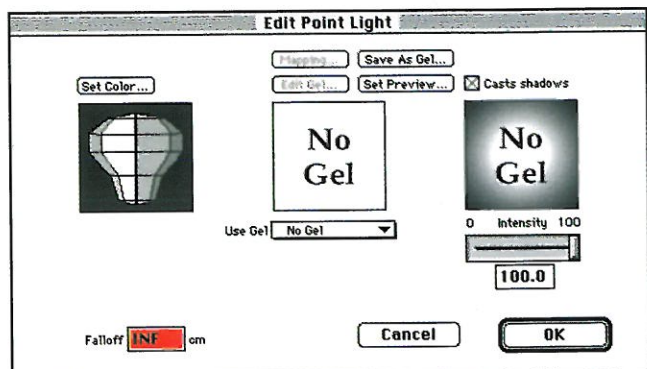 Edit Point Light
Mapping... Save As Gel...
Set Color... Edit Gel... Set Preview... Casts shadows
No
Gel
No
Gel
Use Gel No Gel
0 Intensity 100
100.0
Falloff INF cm
Cancel OK